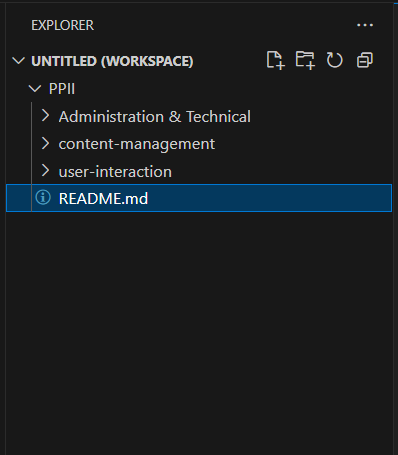 EXPLORER
UNTITLED (WORKSPACE)
PPII
Administration & Technical
content-management
user-interaction
README.md